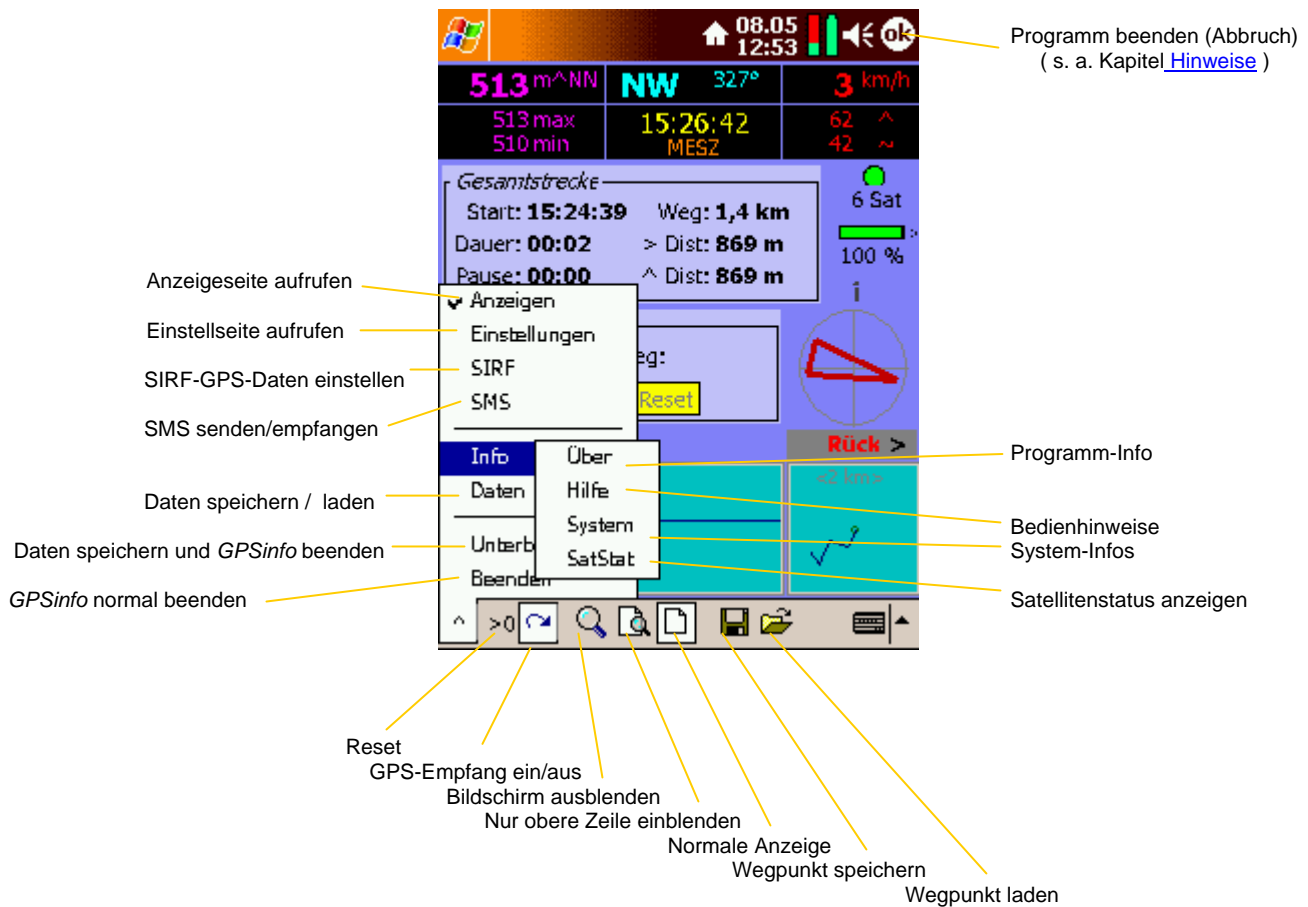 08.05
12:53
ok
Programm beenden (Abbruch)
( s. a. Kapitel Hinweise )
513 m^NN NW 327° 3 km/h
513 max 15:26:42 62 ^
510 min MESZ 42 ~
Gesamtstrecke
6 Sat
Start: 15:24:39 Weg: 1,4 km
Dauer: 00:02 > Dist: 869 m
>
100 %
Pause: 00:00 ^ Dist: 869 m
Anzeigeseite aufrufen
Anzeigen
Einstellseite aufrufen
Einstellungen
SIRF-GPS-Daten einstellen
SIRF
eg:
SMS senden/empfangen
SMS
Reset
Rück >
Info
Über
Programm-Info
<2 km>
Daten speichern / laden
Daten
Hilfe
Bedienhinweise
System
System-Infos
Daten speichern und GPSinfo beenden
Unterb
SatStat
Satellitenstatus anzeigen
GPSinfo normal beenden
Beenden
^ >0
Reset
GPS-Empfang ein/aus
Bildschirm ausblenden
Nur obere Zeile einblenden
Normale Anzeige
Wegpunkt speichern
Wegpunkt laden